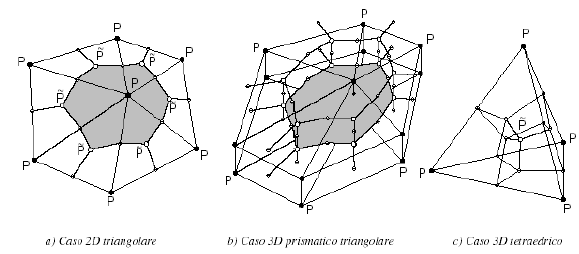 P P P
P̃ P̃ P P P P
P̃ P P̃
P̃
P P
P̃ P̃ P P P
P P
P P P
a) Caso 2D triangolare b) Caso 3D prismatico triangolare c) Caso 3D tetraedrico